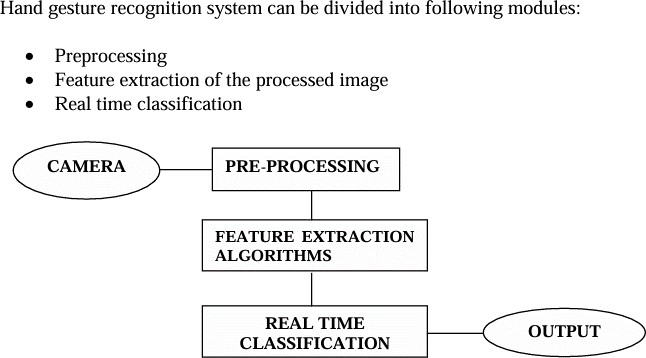 Hand gesture recognition system can be divided into following modules:
• Preprocessing
• Feature extraction of the processed image
• Real time classification
CAMERA
PRE-PROCESSING
FEATURE EXTRACTION
ALGORITHMS
REAL TIME
CLASSIFICATION
OUTPUT